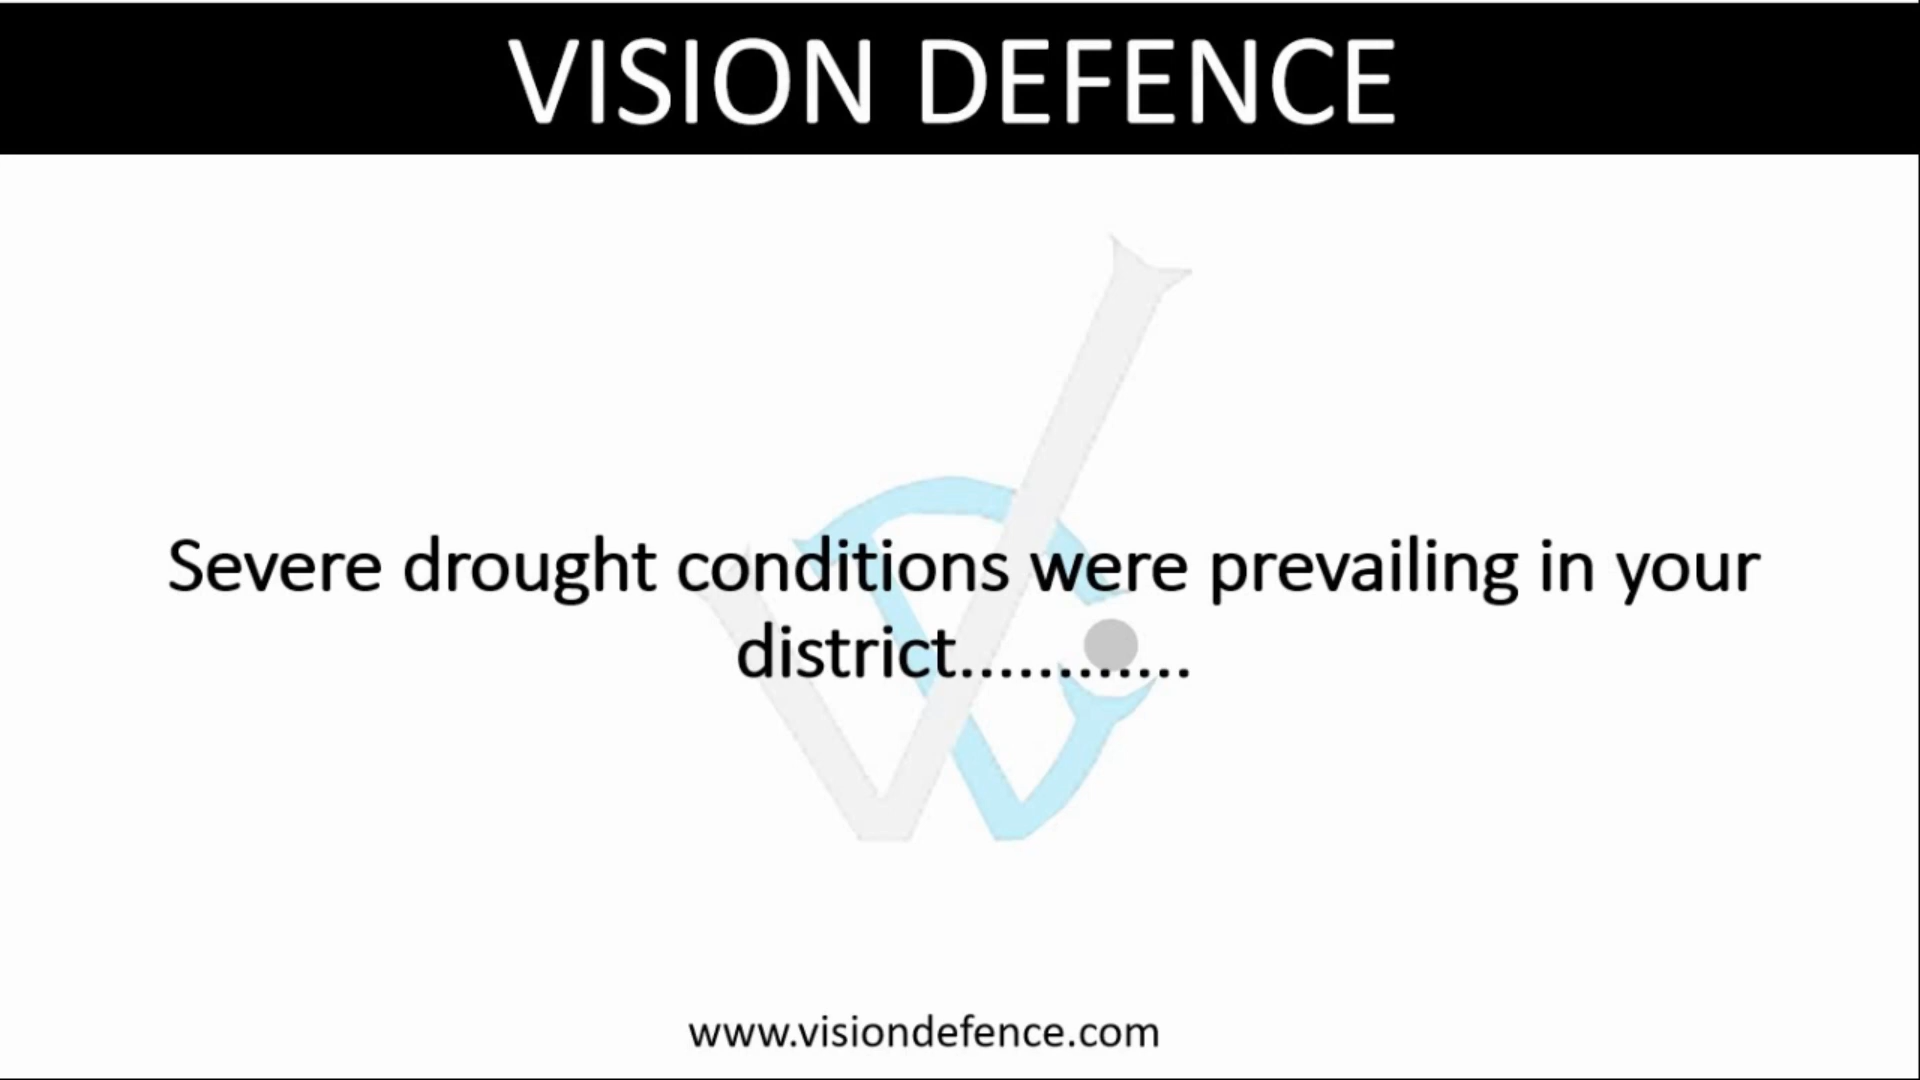 VISION DEFENCE
Severe drought conditions were prevailing in your
district............
www.visiondefence.com